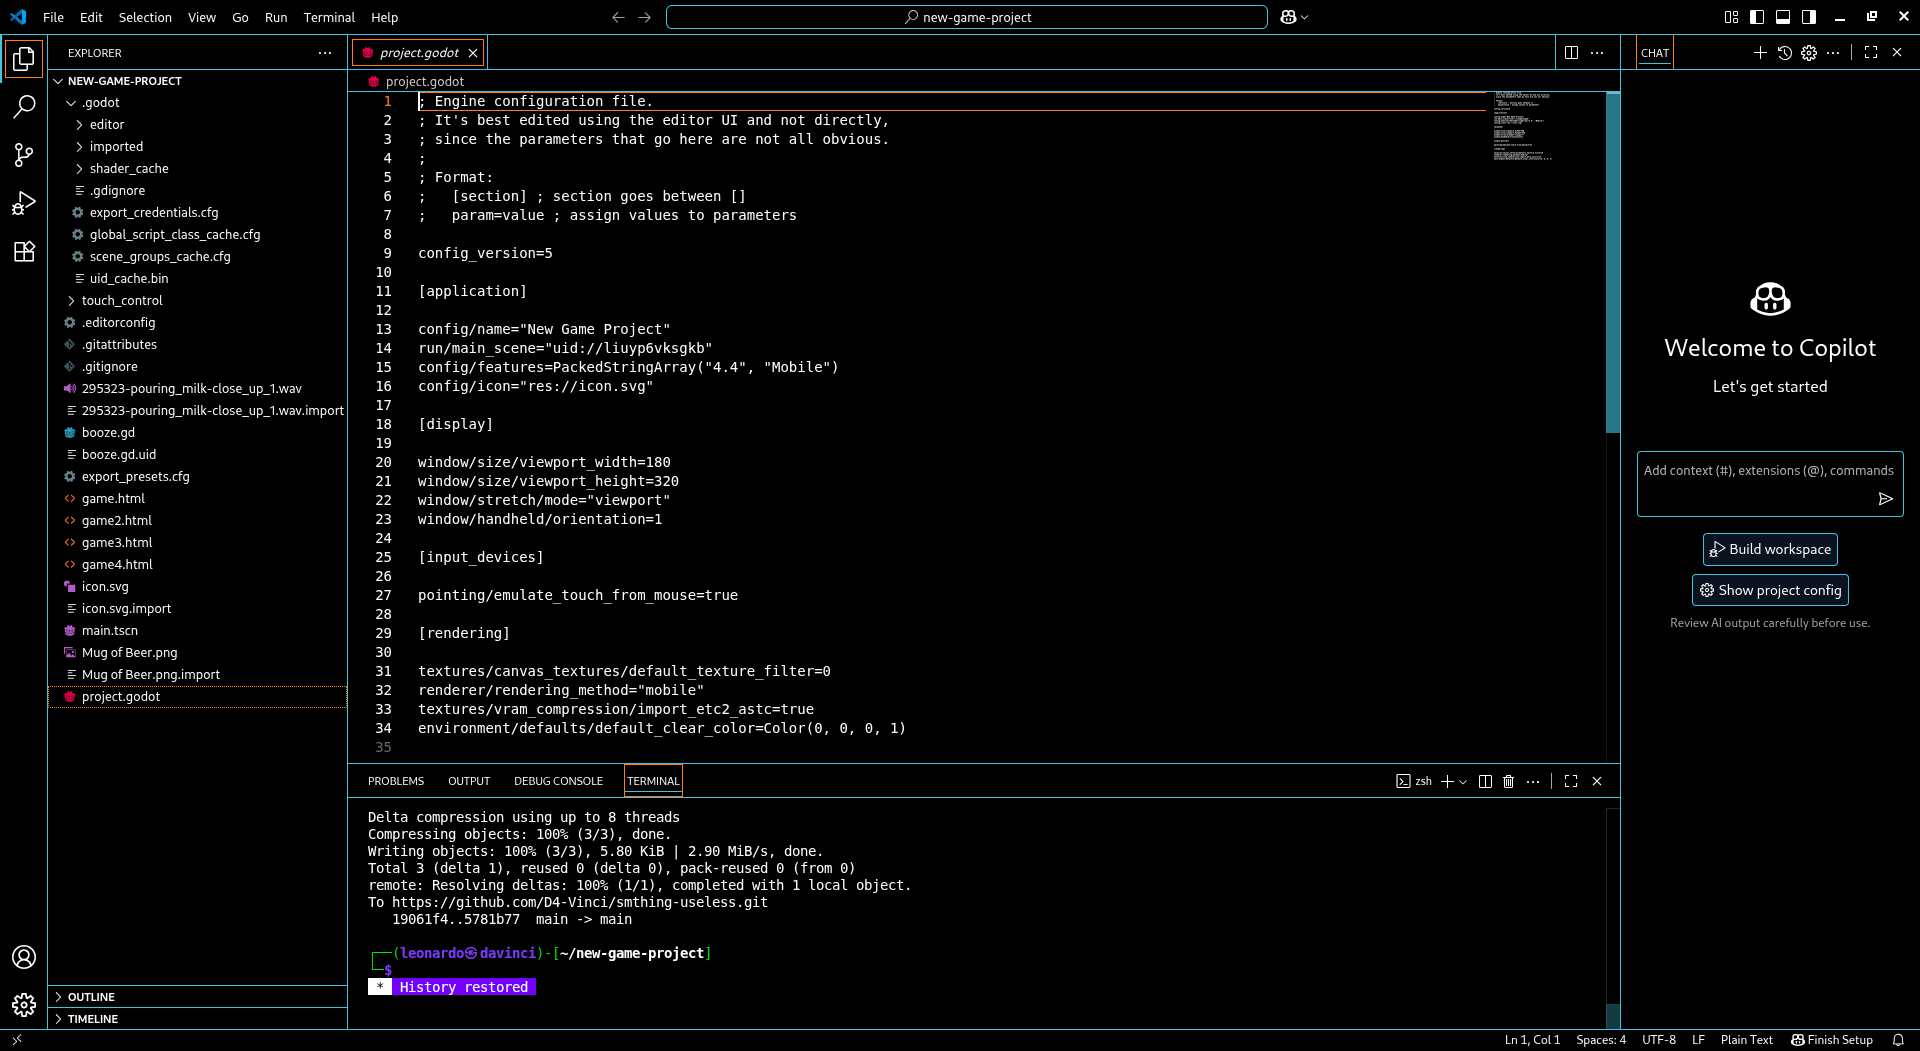 File Edit Selection View Go Run Terminal Help
new-game-project
EXPLORER
NEW-GAME-PROJECT
.godot
editor
imported
shader_cache
.gdignore
export_credentials.cfg
global_script_class_cache.cfg
scene_groups_cache.cfg
uid_cache.bin
touch_control
.editorconfig
.gitattributes
.gitignore
295323-pouring_milk-close_up_1.wav
295323-pouring_milk-close_up_1.wav.import
booze.gd
booze.gd.uid
export_presets.cfg
game.html
game2.html
game3.html
game4.html
icon.svg
icon.svg.import
main.tscn
Mug of Beer.png
Mug of Beer.png.import
project.godot
OUTLINE
TIMELINE
project.godot
project.godot
1 ; Engine configuration file.
2 ; It's best edited using the editor UI and not directly,
3 ; since the parameters that go here are not all obvious.
4 ;
5 ; Format:
6 ;   [section] ; section goes between []
7 ;   param=value ; assign values to parameters
8
9 config_version=5
10
11 [application]
12
13 config/name="New Game Project"
14 run/main_scene="uid://liuyp6vksgkb"
15 config/features=PackedStringArray("4.4", "Mobile")
16 config/icon="res://icon.svg"
17
18 [display]
19
20 window/size/viewport_width=180
21 window/size/viewport_height=320
22 window/stretch/mode="viewport"
23 window/handheld/orientation=1
24
25 [input_devices]
26
27 pointing/emulate_touch_from_mouse=true
28
29 [rendering]
30
31 textures/canvas_textures/default_texture_filter=0
32 renderer/rendering_method="mobile"
33 textures/vram_compression/import_etc2_astc=true
34 environment/defaults/default_clear_color=Color(0, 0, 0, 1)
35
PROBLEMS OUTPUT DEBUG CONSOLE TERMINAL
zsh
Delta compression using up to 8 threads
Compressing objects: 100% (3/3), done.
Writing objects: 100% (3/3), 5.80 KiB | 2.90 MiB/s, done.
Total 3 (delta 1), reused 0 (delta 0), pack-reused 0 (from 0)
remote: Resolving deltas: 100% (1/1), completed with 1 local object.
To https://github.com/D4-Vinci/smthing-useless.git
   19061f4..5781b77  main -> main
┌──(leonardo㉿davinci)-[~/new-game-project]
└─$
* History restored
CHAT
Welcome to Copilot
Let's get started
Add context (#), extensions (@), commands
Build workspace
Show project config
Review AI output carefully before use.
Ln 1, Col 1 Spaces: 4 UTF-8 LF Plain Text Finish Setup